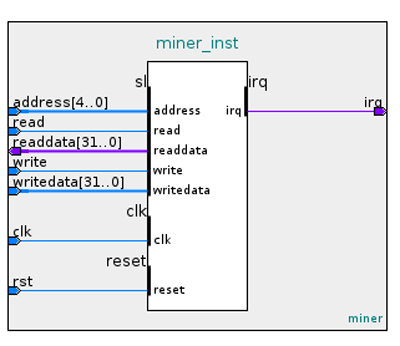 miner_inst
sl
irq
address[4..0]
address
irq
irq
read
read
readdata[31..0]
readdata
write
write
writedata[31..0]
writedata
clk
clk
clk
reset
rst
reset
miner